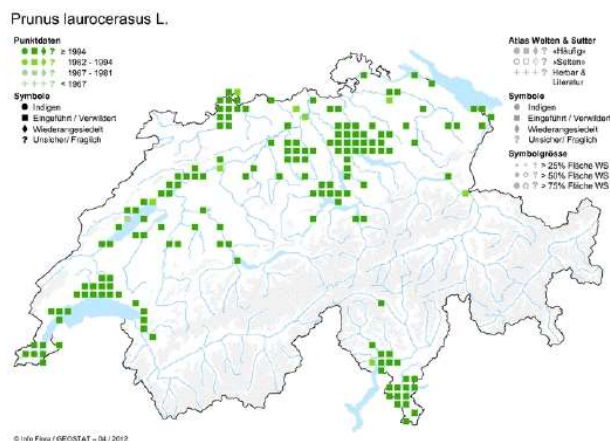 Prunus laurocerasus L.
Punktdaten
≥ 1994
1982 - 1994
1967 - 1981
< 1967
Symbole
Indigen
Eingeführt / Verwildert
Wiederangesiedelt
? Unsicher / Fraglich
Atlas Welten & Sutter
? «Häufig»
? «Selten»
+++ Herbar &
Literatur
Symbole
Indigen
Eingeführt / Verwildert
Wiederangesiedelt
? Unsicher / Fraglich
Symbolgrösse
? > 25% Fläche WS
? > 50% Fläche WS
? > 75% Fläche WS
© Info Flora / GEOSTAT – 04 / 2012